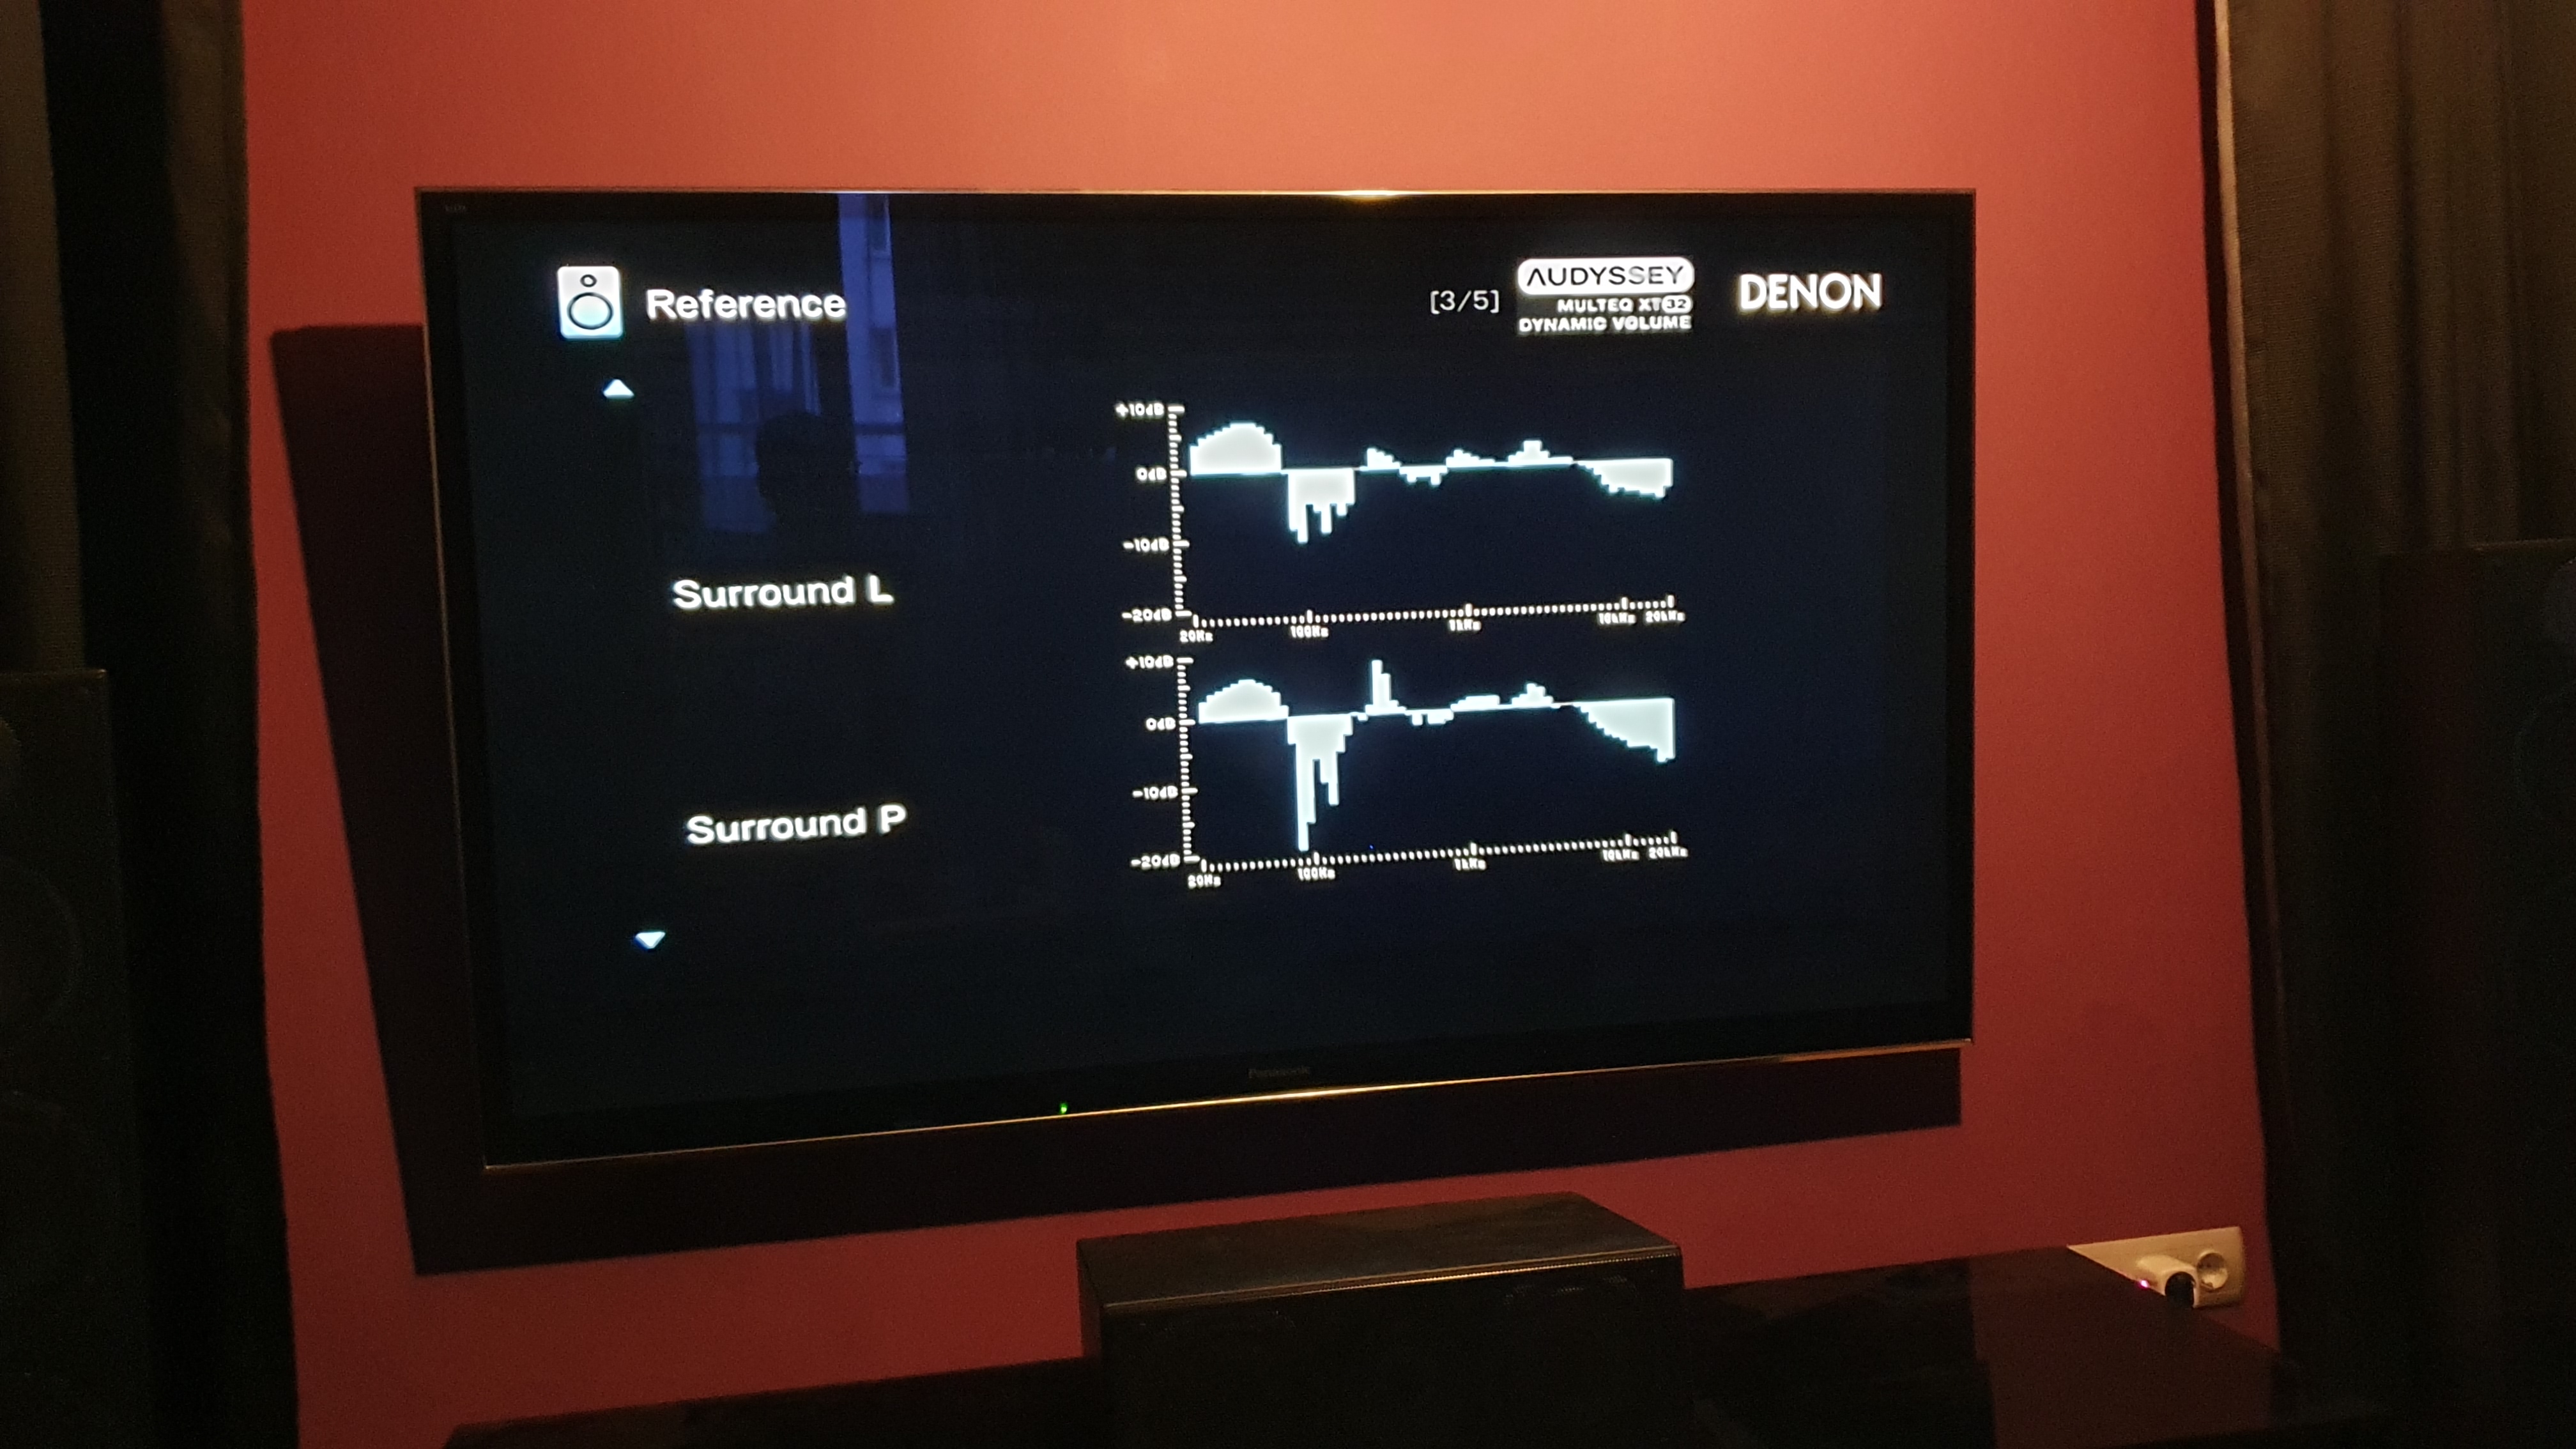 Reference
[3/5]
AUDYSSEY
MULTEQ XT32
DYNAMIC VOLUME
DENON
Surround L
+10dB
0dB
-10dB
-20dB
20Hz 100Hz 1kHz 10kHz 20kHz
Surround P
+10dB
0dB
-10dB
-20dB
20Hz 100Hz 1kHz 10kHz 20kHz
Panasonic